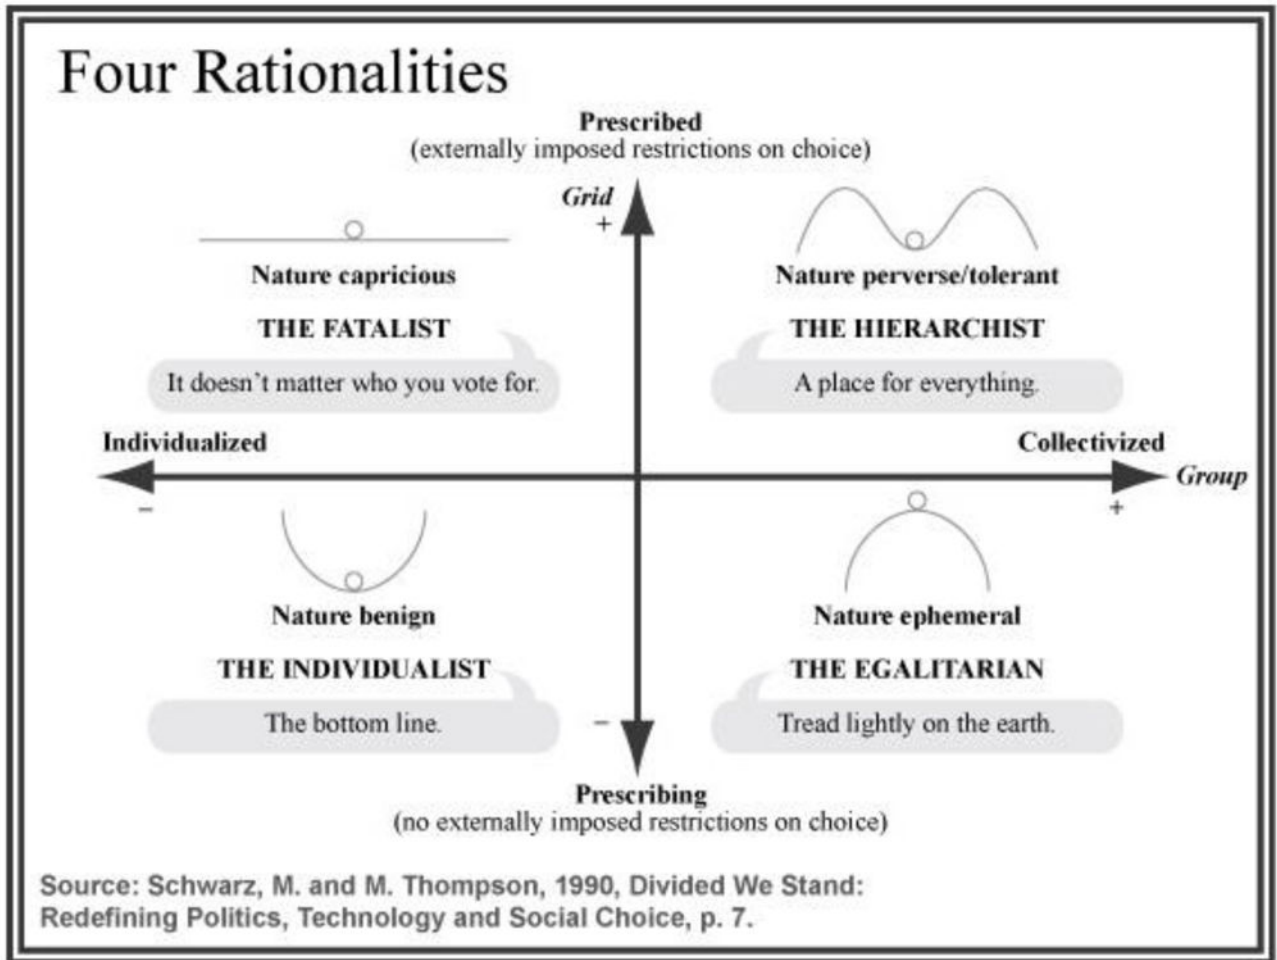 Four Rationalities
Prescribed
(externally imposed restrictions on choice)
Grid
+
Nature capricious
THE FATALIST
It doesn't matter who you vote for.
Nature perverse/tolerant
THE HIERARCHIST
A place for everything.
Individualized
–
Collectivized
Group
+
Nature benign
THE INDIVIDUALIST
The bottom line.
Nature ephemeral
THE EGALITARIAN
Tread lightly on the earth.
–
Prescribing
(no externally imposed restrictions on choice)
Source: Schwarz, M. and M. Thompson, 1990, Divided We Stand:
Redefining Politics, Technology and Social Choice, p. 7.